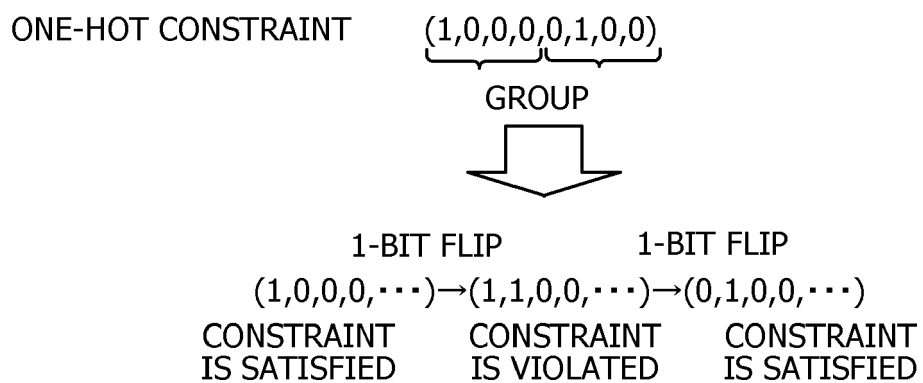 ONE-HOT CONSTRAINT (1,0,0,0,0,1,0,0)
GROUP
1-BIT FLIP 1-BIT FLIP
(1,0,0,0,･･･)→(1,1,0,0,･･･)→(0,1,0,0,･･･)
CONSTRAINT CONSTRAINT CONSTRAINT
IS SATISFIED IS VIOLATED IS SATISFIED